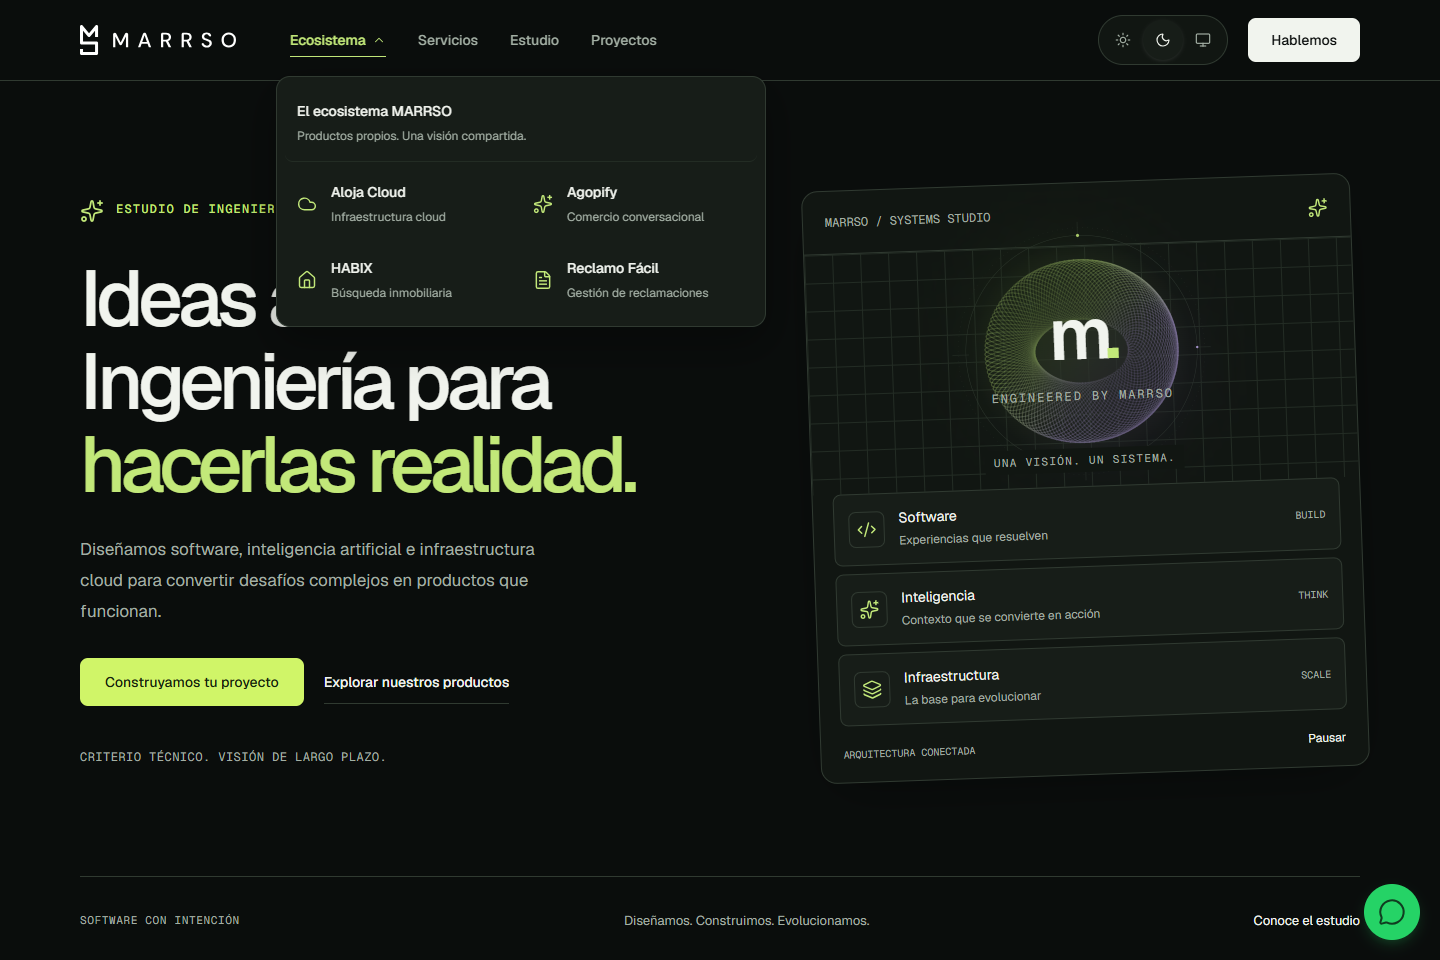 MARRSO
Ecosistema
Servicios
Estudio
Proyectos
Hablemos
El ecosistema MARRSO
Productos propios. Una visión compartida.
Aloja Cloud
Infraestructura cloud
Agopify
Comercio conversacional
HABIX
Búsqueda inmobiliaria
Reclamo Fácil
Gestión de reclamaciones
ESTUDIO DE
Ideas
Ingeniería para
hacerlas realidad.
Diseñamos software, inteligencia artificial e infraestructura
cloud para convertir desafíos complejos en productos que
funcionan.
Construyamos tu proyecto
Explorar nuestros productos
CRITERIO TÉCNICO. VISIÓN DE LARGO PLAZO.
MARRSO / SYSTEMS STUDIO
m.
ENGINEERED BY MARRSO
UNA VISIÓN. UN SISTEMA.
Software
Experiencias que resuelven
BUILD
Inteligencia
Contexto que se convierte en acción
THINK
Infraestructura
La base para evolucionar
SCALE
ARQUITECTURA CONECTADA
Pausar
SOFTWARE CON INTENCIÓN
Diseñamos. Construimos. Evolucionamos.
Conoce el estudio